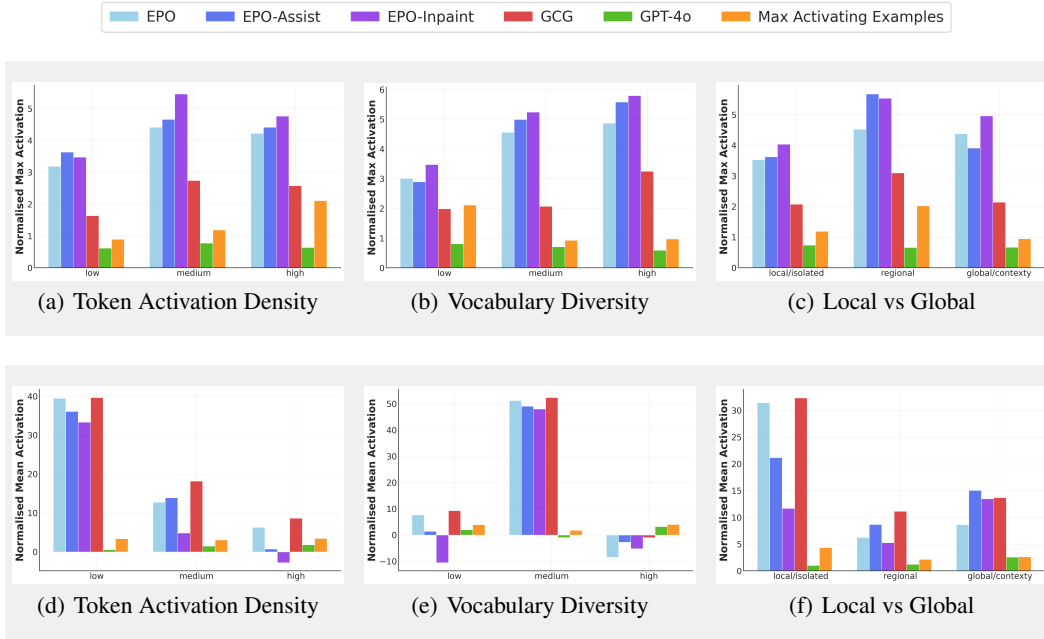 EPO EPO-Assist EPO-Inpaint GCG GPT-4o Max Activating Examples
Normalised Max Activation
5
4
3
2
1
0
low medium high
(a) Token Activation Density
Normalised Max Activation
6
5
4
3
2
1
0
low medium high
(b) Vocabulary Diversity
Normalised Max Activation
5
4
3
2
1
0
local/isolated regional global/contexty
(c) Local vs Global
Normalised Mean Activation
40
30
20
10
0
low medium high
(d) Token Activation Density
Normalised Mean Activation
50
40
30
20
10
0
−10
low medium high
(e) Vocabulary Diversity
Normalised Mean Activation
30
25
20
15
10
5
0
local/isolated regional global/contexty
(f) Local vs Global